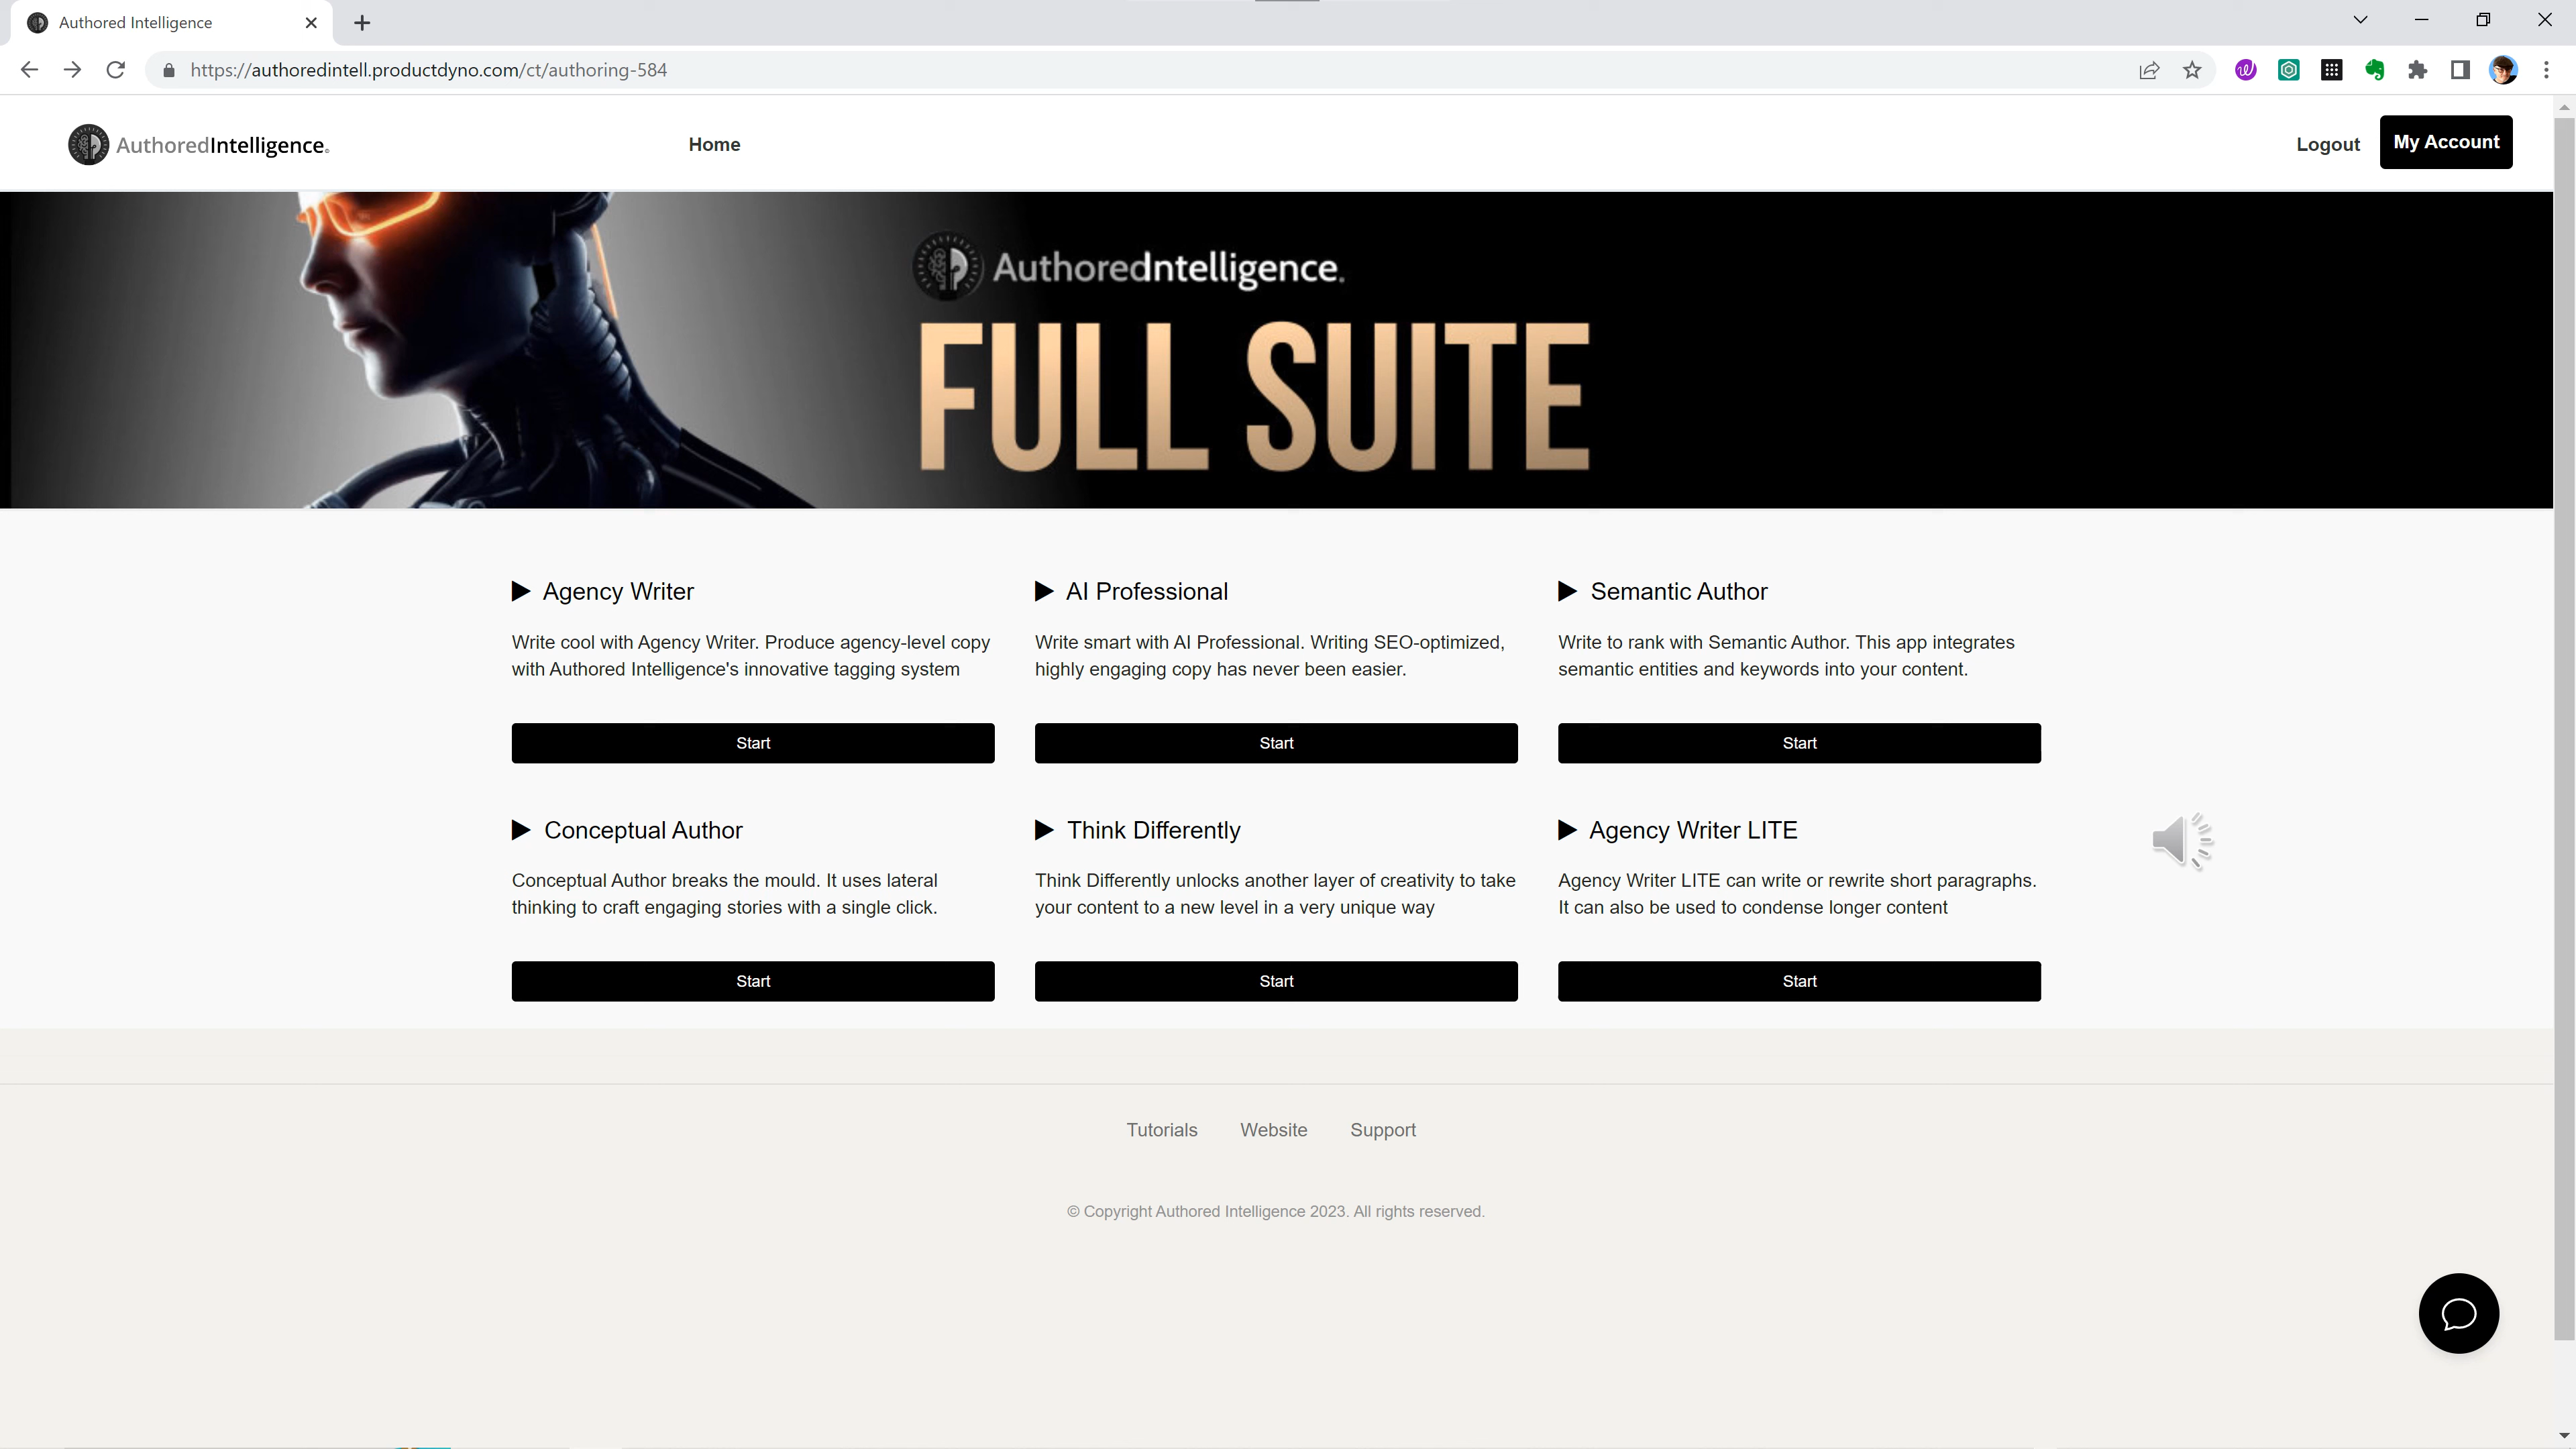 Authored Intelligence
https://authoredintell.productdyno.com/ct/authoring-584
AuthoredIntelligence.
Home
Logout
My Account
AuthoredIntelligence.
FULL SUITE
Agency Writer
Write cool with Agency Writer. Produce agency-level copy
with Authored Intelligence's innovative tagging system
Start
AI Professional
Write smart with AI Professional. Writing SEO-optimized,
highly engaging copy has never been easier.
Start
Semantic Author
Write to rank with Semantic Author. This app integrates
semantic entities and keywords into your content.
Start
Conceptual Author
Conceptual Author breaks the mould. It uses lateral
thinking to craft engaging stories with a single click.
Start
Think Differently
Think Differently unlocks another layer of creativity to take
your content to a new level in a very unique way
Start
Agency Writer LITE
Agency Writer LITE can write or rewrite short paragraphs.
It can also be used to condense longer content
Start
Tutorials
Website
Support
© Copyright Authored Intelligence 2023. All rights reserved.